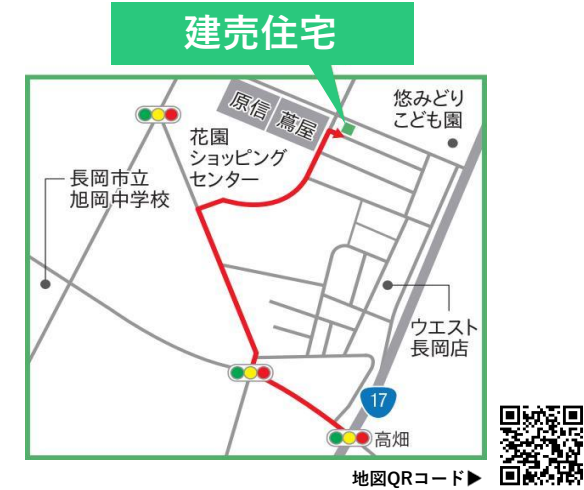 建売住宅
原信 蔦屋
悠みどり
こども園
花園
ショッピング
センター
長岡市立
旭岡中学校
ウエスト
長岡店
17
高畑
地図QRコード▶